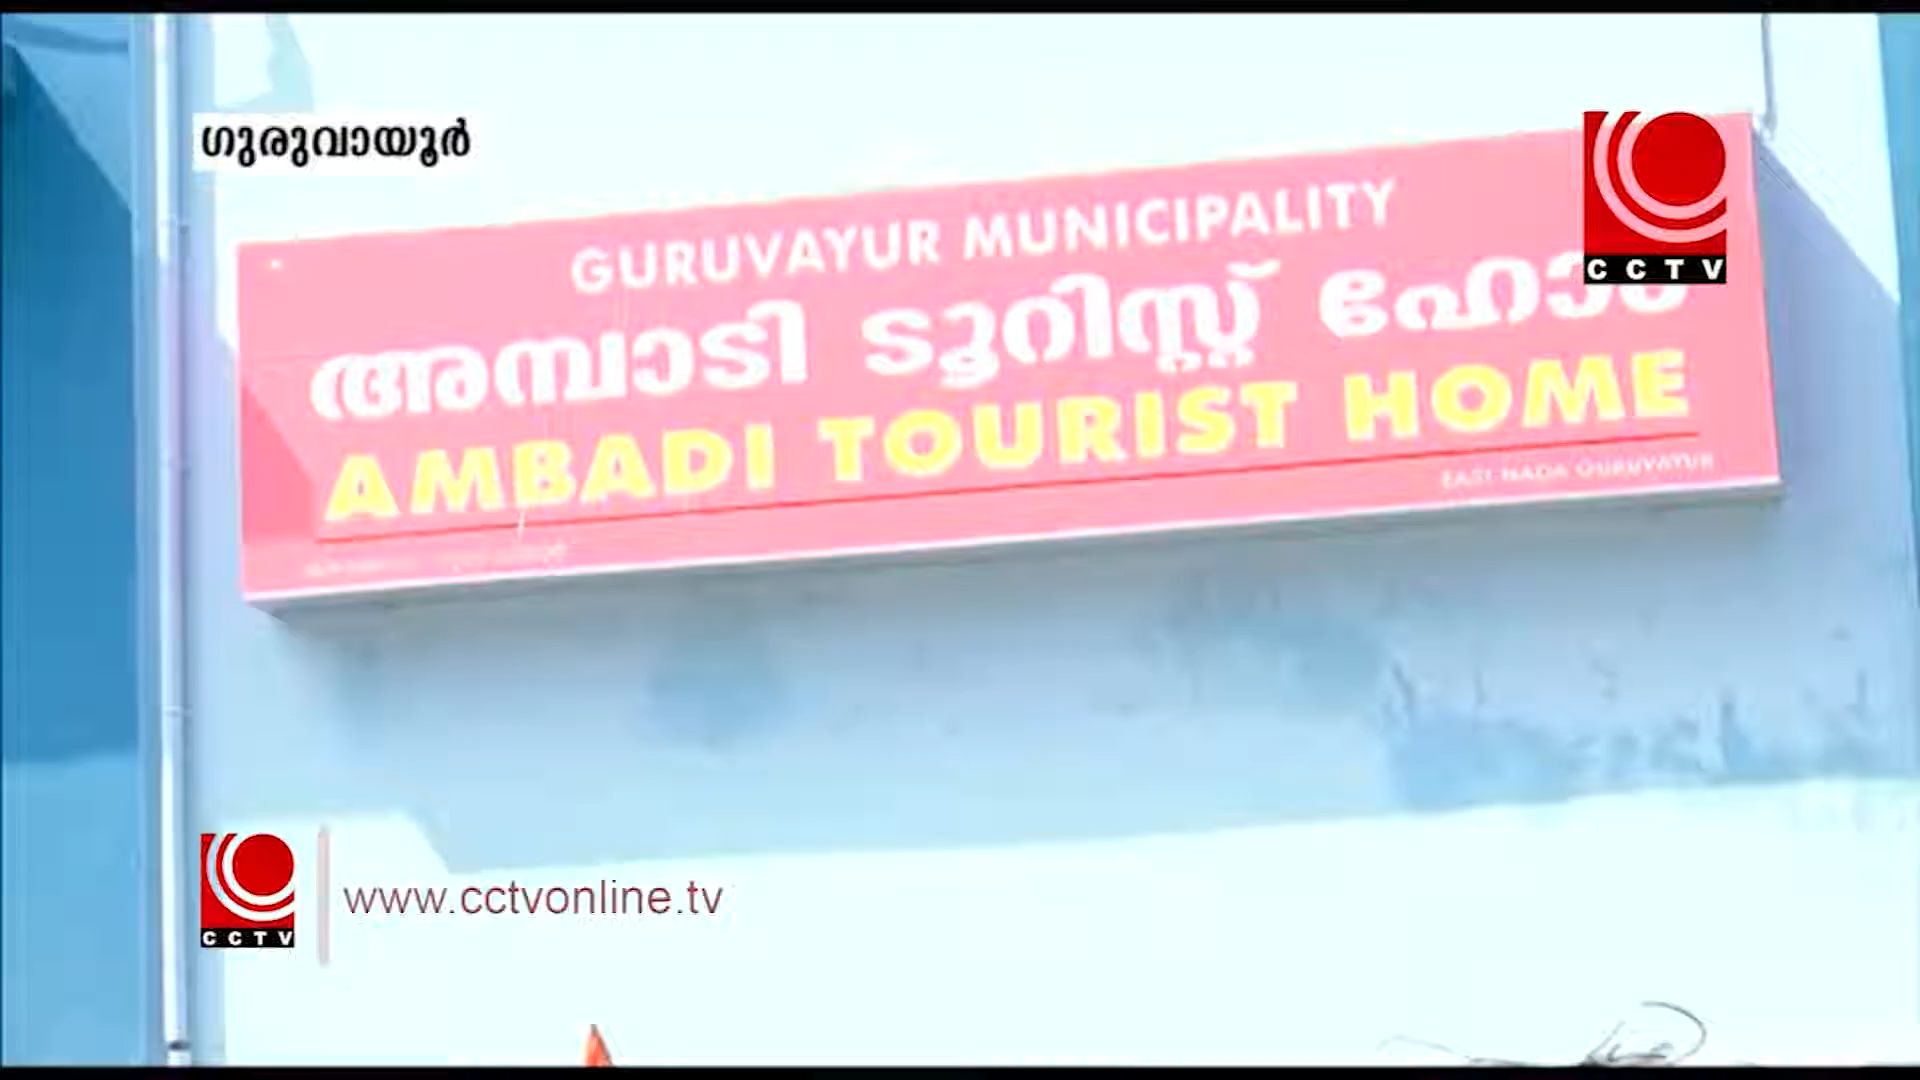 ഗുരുവായൂർ
CCTV
GURUVAYUR MUNICIPALITY
അമ്പാടി ടൂറിസ്റ്റ് ഹോം
AMBADI TOURIST HOME
EAST NADA GURUVAYUR
CCTV
www.cctvonline.tv